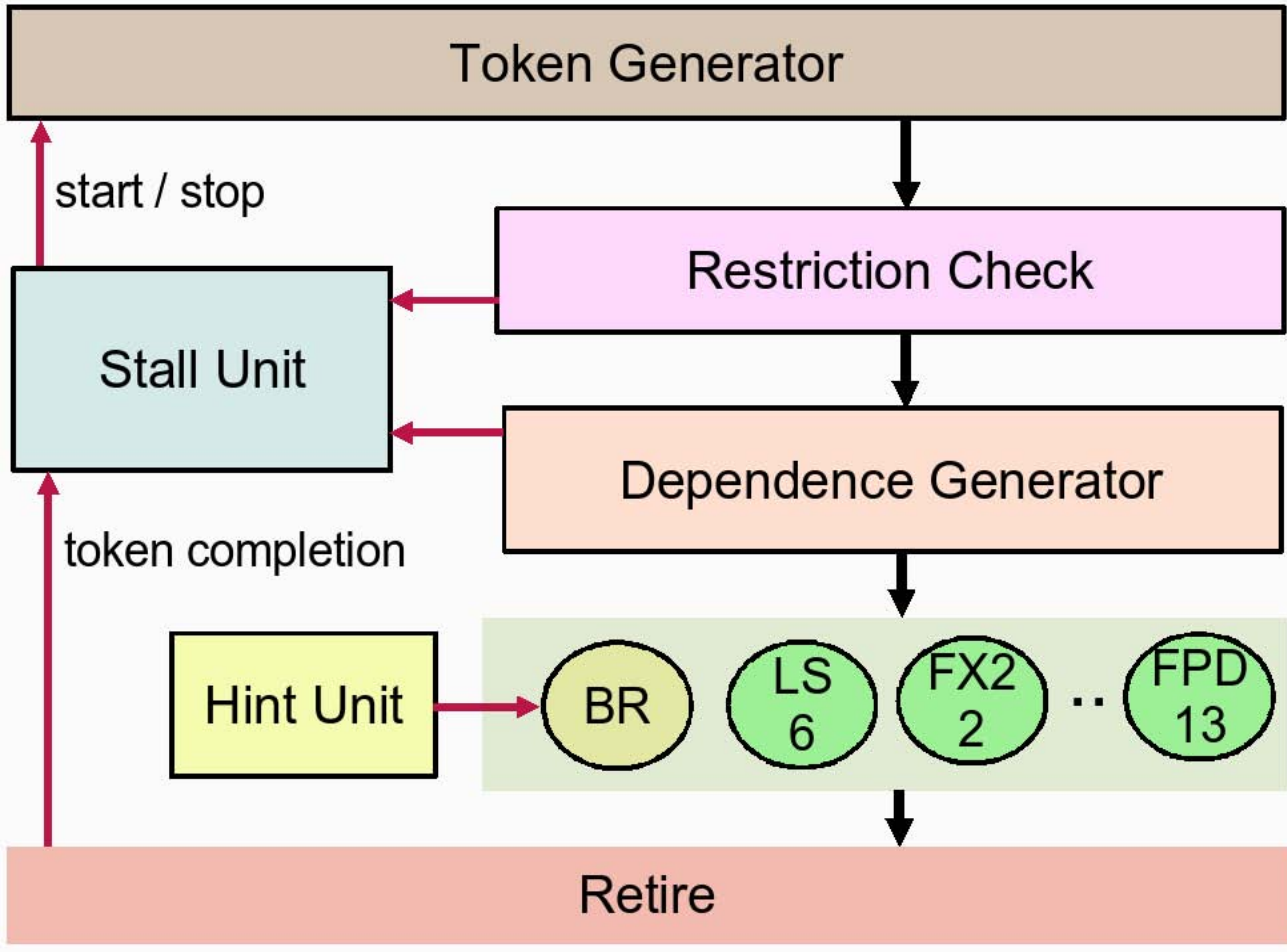 Token Generator
start / stop
Restriction Check
Stall Unit
Dependence Generator
token completion
Hint Unit
BR
LS
6
FX2
2
..
FPD
13
Retire